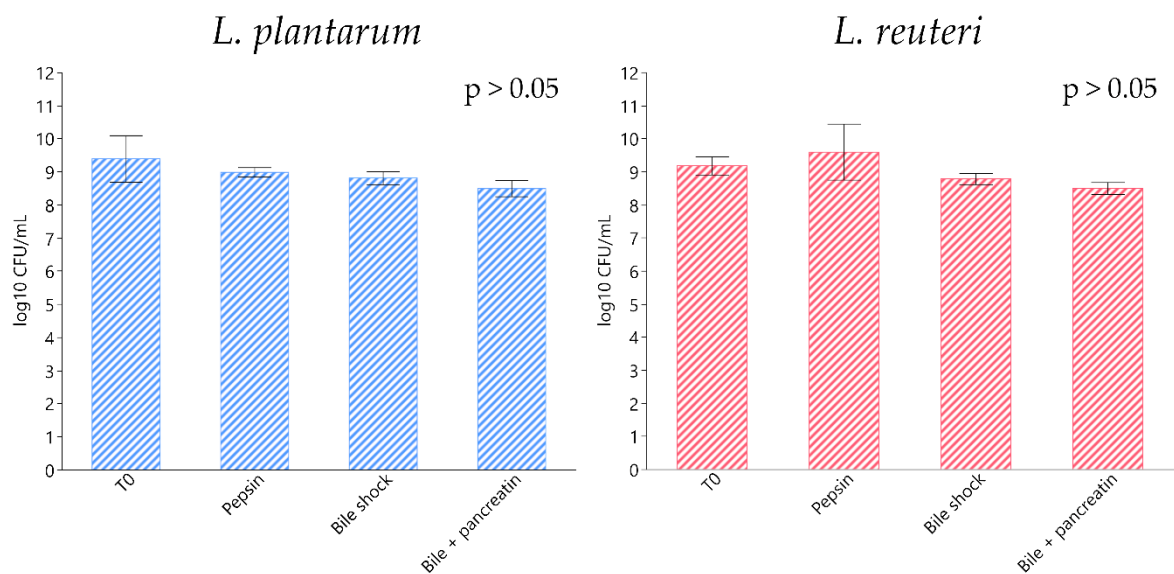 L. plantarum
p > 0.05
12
11
10
9
8
7
6
5
4
3
2
1
0
log10 CFU/mL
T0
Pepsin
Bile shock
Bile + pancreatin
L. reuteri
p > 0.05
12
11
10
9
8
7
6
5
4
3
2
1
0
log10 CFU/mL
T0
Pepsin
Bile shock
Bile + pancreatin